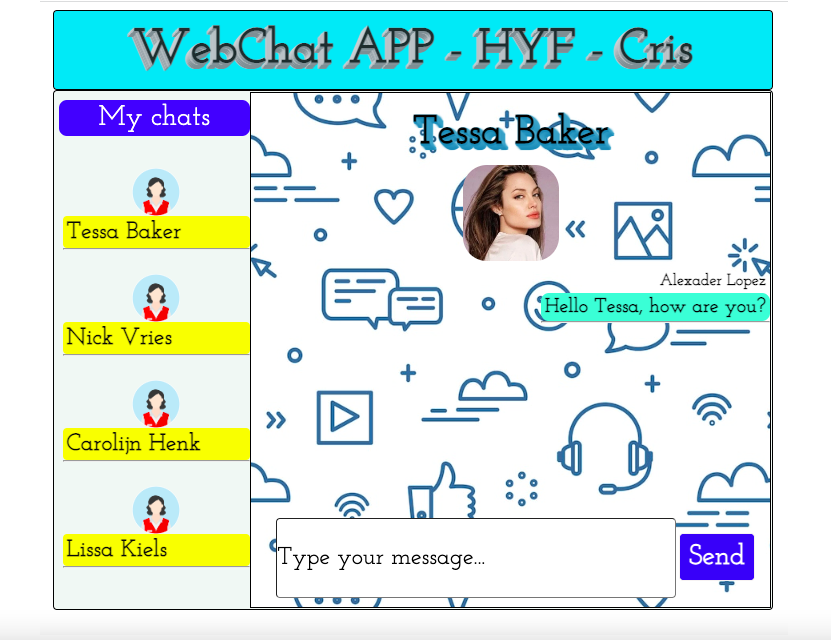 WebChat APP - HYF - Cris
My chats
Tessa Baker
Nick Vries
Carolijn Henk
Lissa Kiels
Tessa Baker
Alexader Lopez
Hello Tessa, how are you?
Type your message...
Send